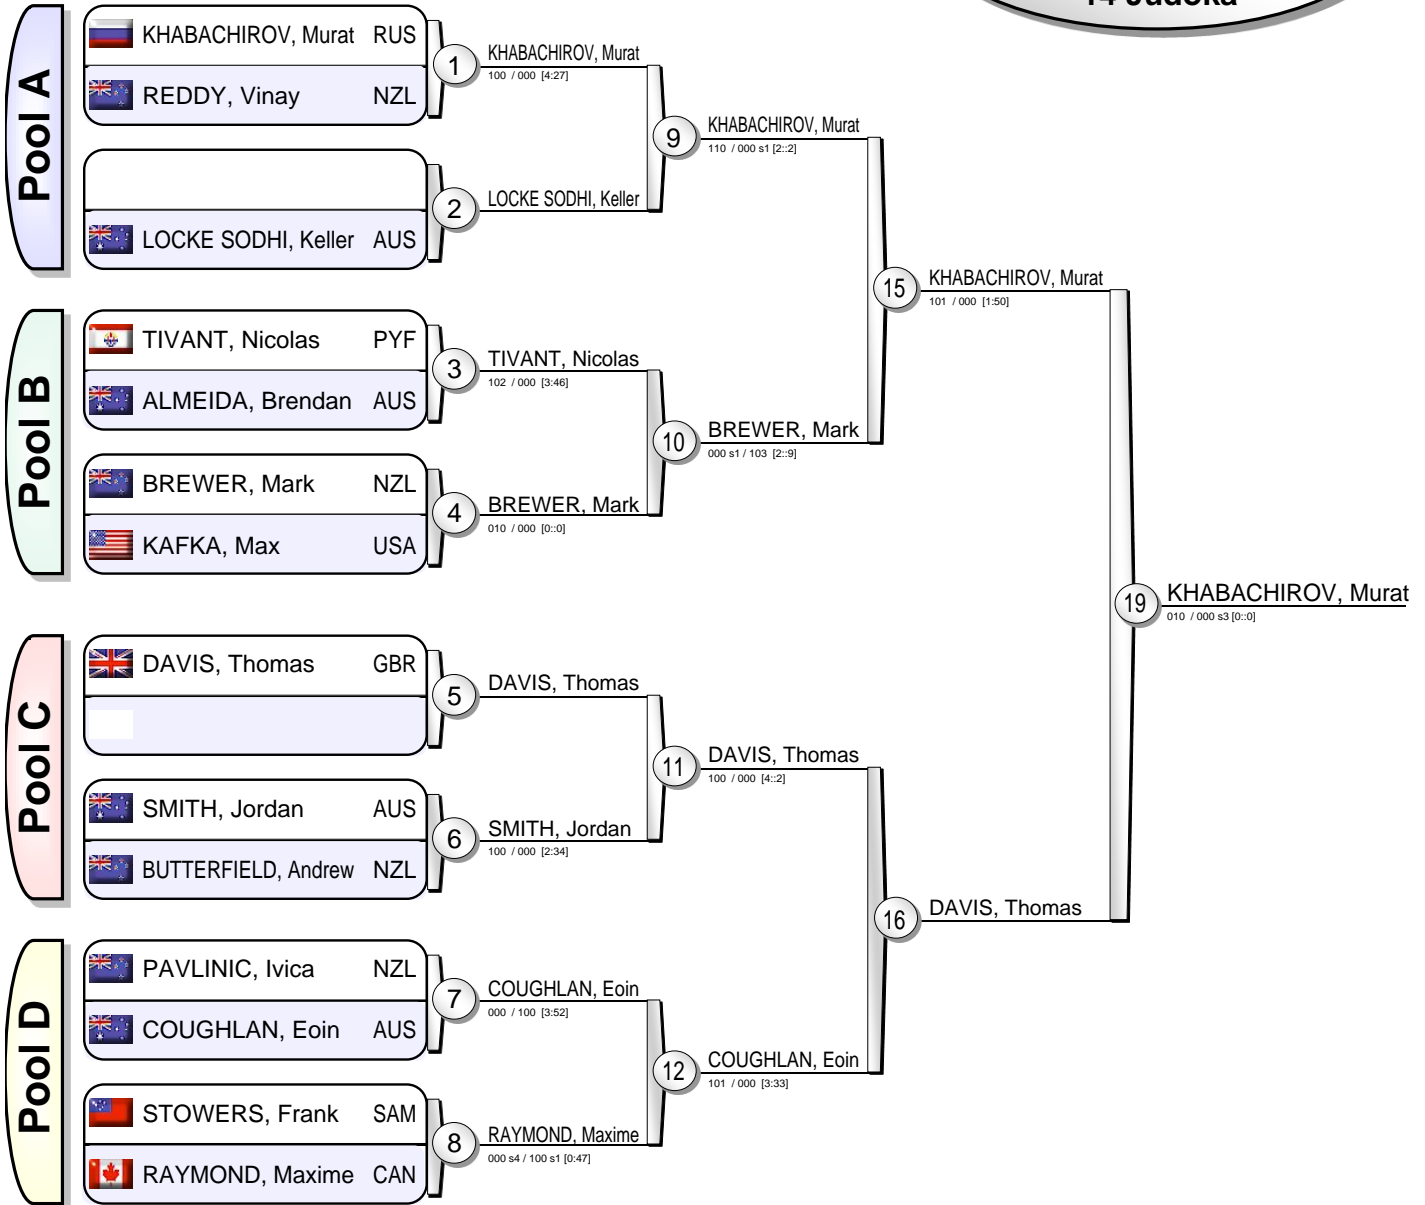 14 Judoka
Pool A
KHABACHIROV, Murat RUS
REDDY, Vinay NZL
LOCKE SODHI, Keller AUS
Pool B
TIVANT, Nicolas PYF
ALMEIDA, Brendan AUS
BREWER, Mark NZL
KAFKA, Max USA
Pool C
DAVIS, Thomas GBR
SMITH, Jordan AUS
BUTTERFIELD, Andrew NZL
Pool D
PAVLINIC, Ivica NZL
COUGHLAN, Eoin AUS
STOWERS, Frank SAM
RAYMOND, Maxime CAN
1
KHABACHIROV, Murat
100 / 000 [4:27]
2
LOCKE SODHI, Keller
3
TIVANT, Nicolas
102 / 000 [3:46]
4
BREWER, Mark
010 / 000 [0::0]
5
DAVIS, Thomas
6
SMITH, Jordan
100 / 000 [2:34]
7
COUGHLAN, Eoin
000 / 100 [3:52]
8
RAYMOND, Maxime
000 s4 / 100 s1 [0:47]
9
KHABACHIROV, Murat
110 / 000 s1 [2::2]
10
BREWER, Mark
000 s1 / 103 [2::9]
11
DAVIS, Thomas
100 / 000 [4::2]
12
COUGHLAN, Eoin
101 / 000 [3:33]
15
KHABACHIROV, Murat
101 / 000 [1:50]
16
DAVIS, Thomas
19
KHABACHIROV, Murat
010 / 000 s3 [0::0]